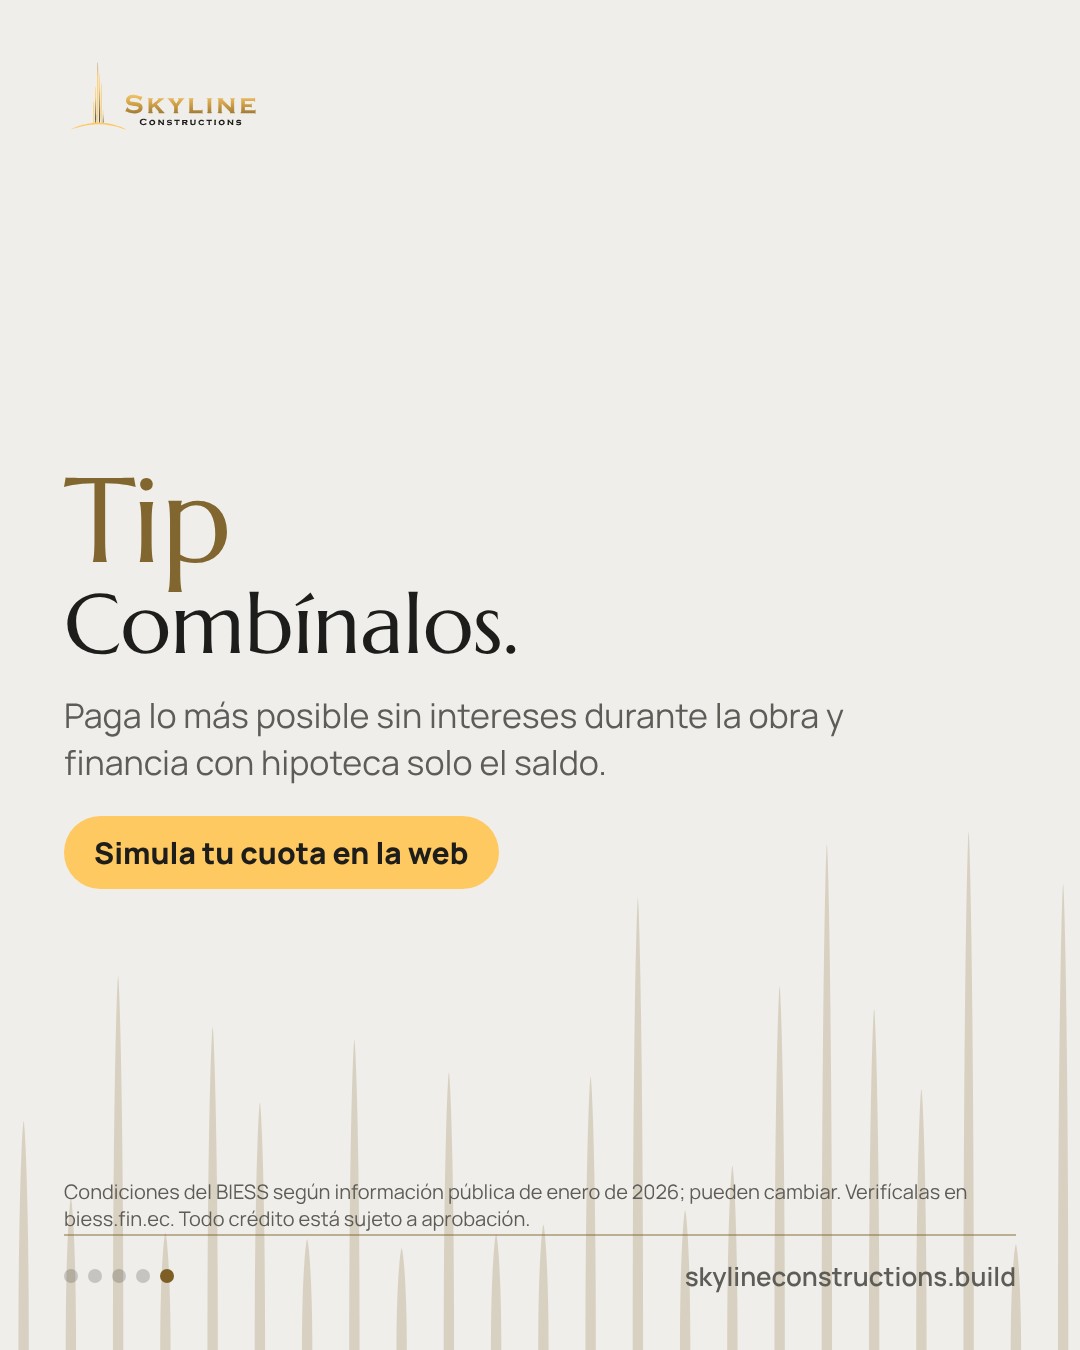 SKYLINE
CONSTRUCTIONS
Tip
Combínalos.
Paga lo más posible sin intereses durante la obra y
financia con hipoteca solo el saldo.
Simula tu cuota en la web
Condiciones del BIESS según información pública de enero de 2026; pueden cambiar. Verifícalas en
biess.fin.ec. Todo crédito está sujeto a aprobación.
skylineconstructions.build